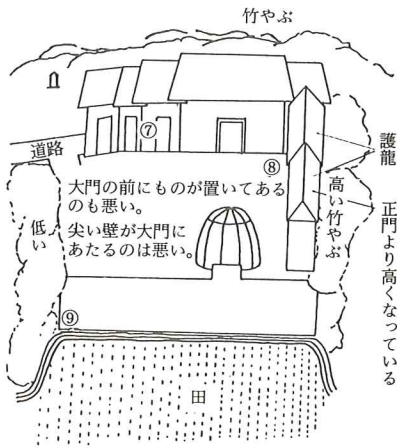 竹やぶ
⑦
道路
⑧
護龍
大門の前にものが置いてある
のも悪い。
尖い壁が大門に
あたるのは悪い。
高い竹やぶ
正門より高くなっている
低い
⑨
田